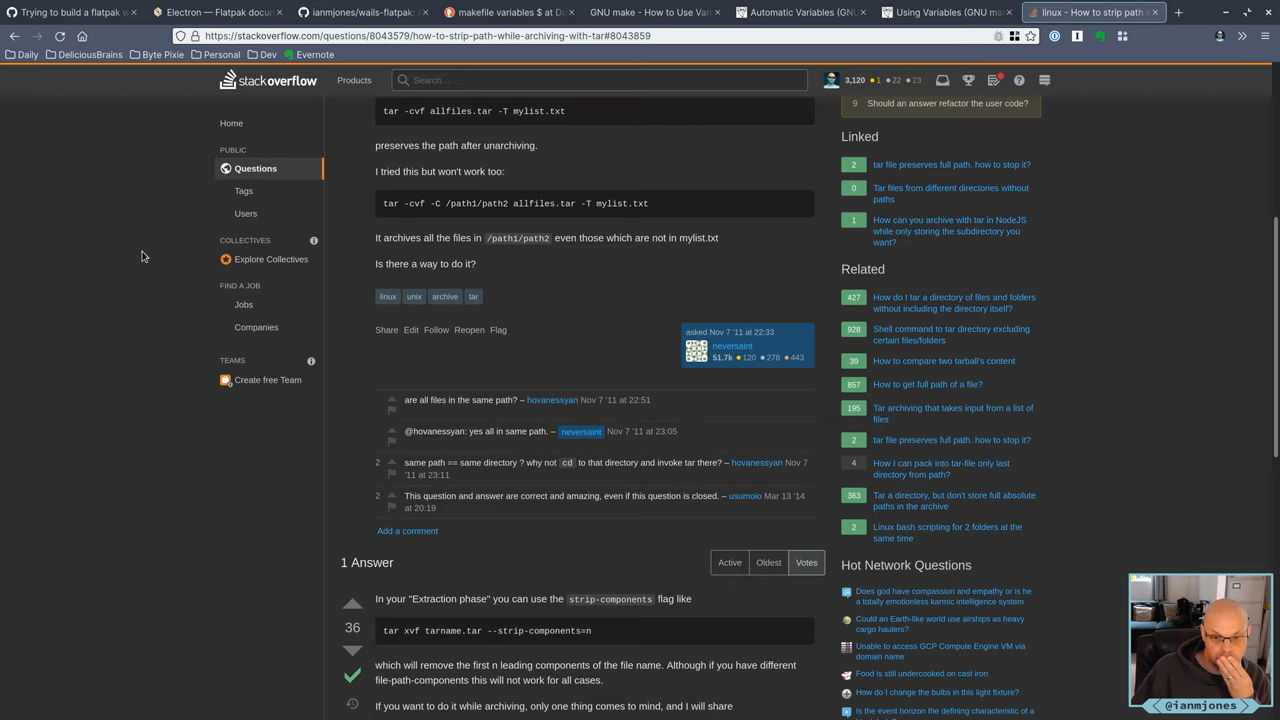 Trying to build a flatpak w
Electron — Flatpak docum
ianmjones/wails-flatpak: A
makefile variables $ at Du
GNU make - How to Use Var
Automatic Variables (GNU
Using Variables (GNU ma
linux - How to strip path w
https://stackoverflow.com/questions/8043579/how-to-strip-path-while-archiving-with-tar#8043859
Daily
DeliciousBrains
Byte Pixie
Personal
Dev
Evernote
stackoverflow
Products
Search...
3,120 1 22 23
Home
PUBLIC
Questions
Tags
Users
COLLECTIVES
Explore Collectives
FIND A JOB
Jobs
Companies
TEAMS
Create free Team
tar -cvf allfiles.tar -T mylist.txt
preserves the path after unarchiving.
I tried this but won't work too:
tar -cvf -C /path1/path2 allfiles.tar -T mylist.txt
It archives all the files in /path1/path2 even those which are not in mylist.txt
Is there a way to do it?
linux unix archive tar
Share Edit Follow Reopen Flag
asked Nov 7 '11 at 22:33
neversaint
51.7k 120 278 443
are all files in the same path? – hovanessyan Nov 7 '11 at 22:51
@hovanessyan: yes all in same path. – neversaint Nov 7 '11 at 23:05
2 same path == same directory ? why not cd to that directory and invoke tar there? – hovanessyan Nov 7
'11 at 23:11
2 This question and answer are correct and amazing, even if this question is closed. – usumoio Mar 13 '14
at 20:19
Add a comment
1 Answer
Active Oldest Votes
36
In your "Extraction phase" you can use the strip-components flag like
tar xvf tarname.tar --strip-components=n
which will remove the first n leading components of the file name. Although if you have different
file-path-components this will not work for all cases.
If you want to do it while archiving, only one thing comes to mind, and I will share
9 Should an answer refactor the user code?
Linked
2 tar file preserves full path. how to stop it?
0 Tar files from different directories without
paths
1 How can you archive with tar in NodeJS
while only storing the subdirectory you
want?
Related
427 How do I tar a directory of files and folders
without including the directory itself?
928 Shell command to tar directory excluding
certain files/folders
39 How to compare two tarball's content
857 How to get full path of a file?
195 Tar archiving that takes input from a list of
files
2 tar file preserves full path. how to stop it?
4 How I can pack into tar-file only last
directory from path?
363 Tar a directory, but don't store full absolute
paths in the archive
2 Linux bash scripting for 2 folders at the
same time
Hot Network Questions
Does god have compassion and empathy or is he
a totally emotionless karmic intelligence system
Could an Earth-like world use airships as heavy
cargo haulers?
Unable to access GCP Compute Engine VM via
domain name
Food is still undercooked on cast iron
How do I change the bulbs in this light fixture?
Is the event horizon the defining characteristic of a
@ianmjones